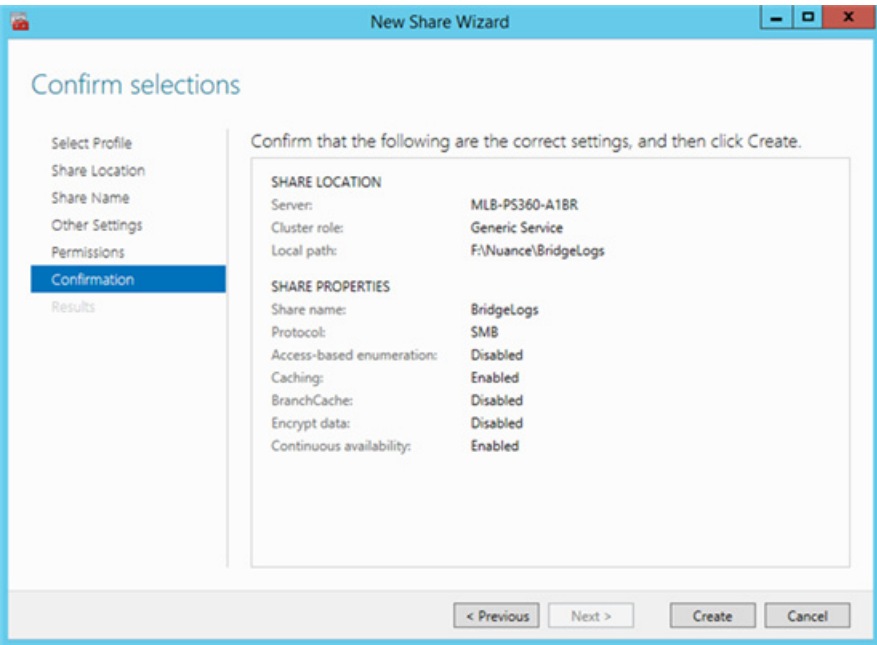 New Share Wizard
Confirm selections
Select Profile
Share Location
Share Name
Other Settings
Permissions
Confirmation
Results
Confirm that the following are the correct settings, and then click Create.
SHARE LOCATION
Server: MLB-PS360-A1BR
Cluster role: Generic Service
Local path: F:\Nuance\BridgeLogs
SHARE PROPERTIES
Share name: BridgeLogs
Protocol: SMB
Access-based enumeration: Disabled
Caching: Enabled
BranchCache: Disabled
Encrypt data: Disabled
Continuous availability: Enabled
< Previous Next > Create Cancel